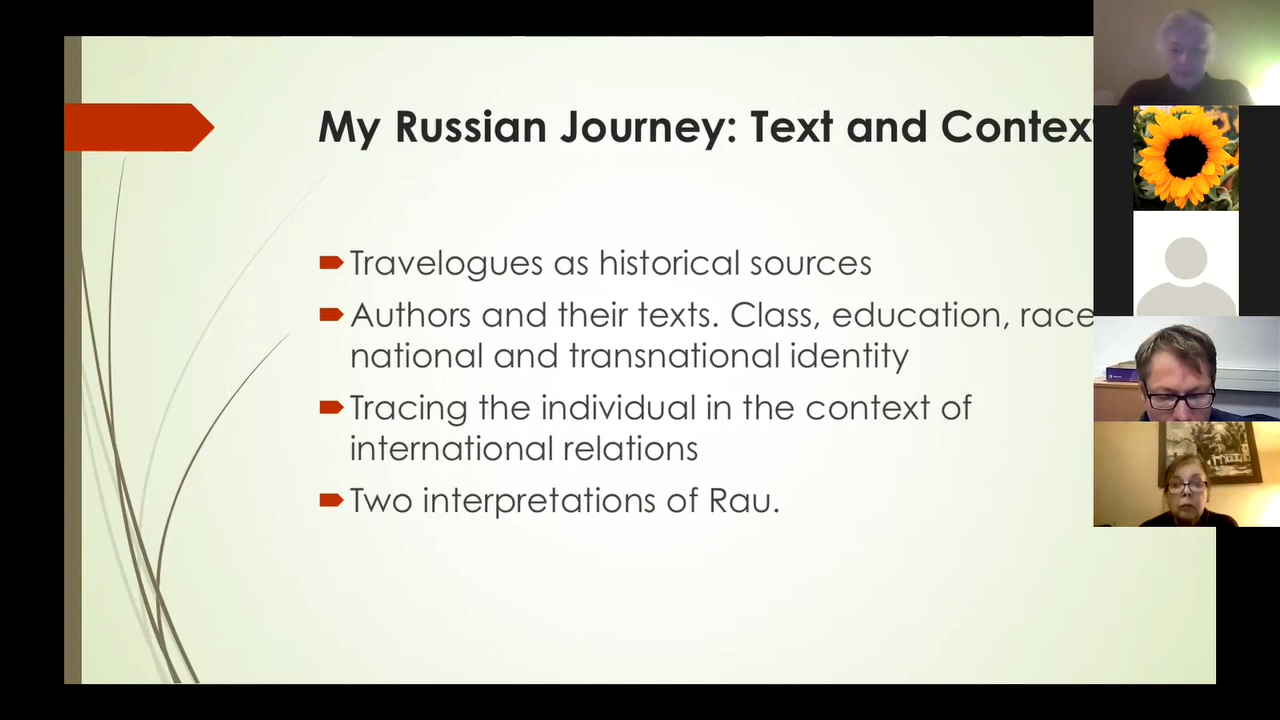 My Russian Journey: Text and Contex
Travelogues as historical sources
Authors and their texts. Class, education, race
national and transnational identity
Tracing the individual in the context of
international relations
Two interpretations of Rau.